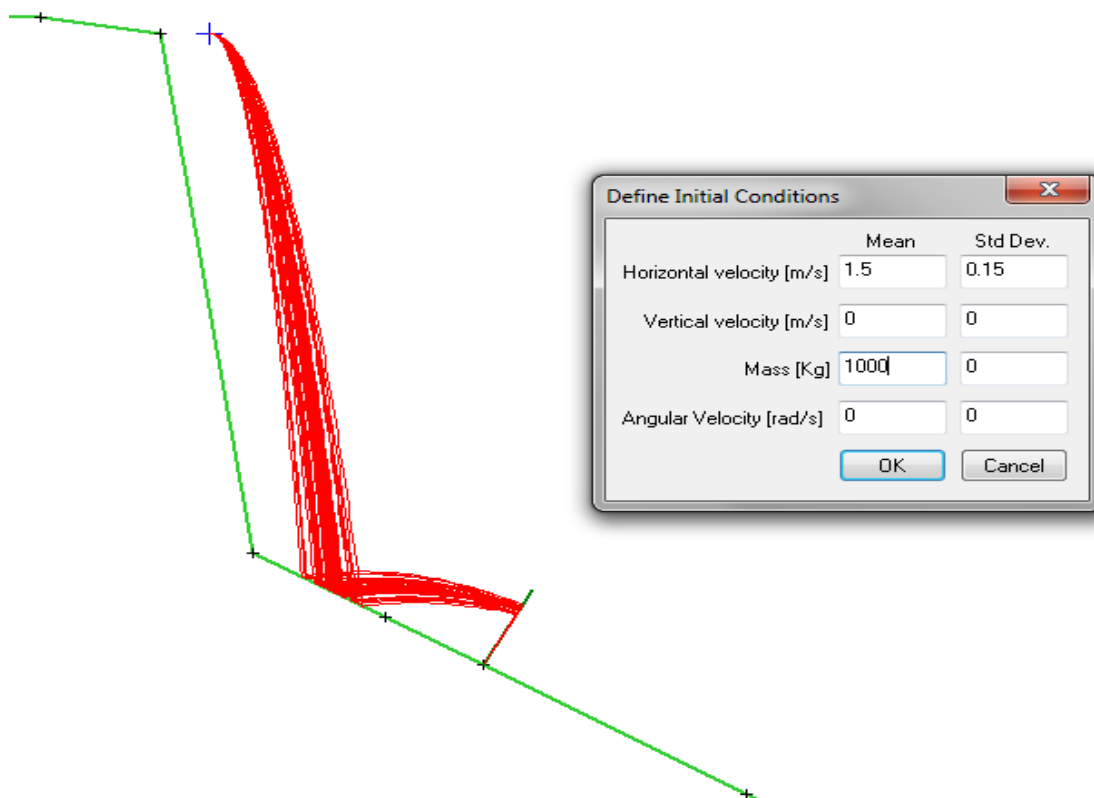 Define Initial Conditions
Mean Std Dev.
Horizontal velocity [m/s] 1.5 0.15
Vertical velocity [m/s] 0 0
Mass [Kg] 1000 0
Angular Velocity [rad/s] 0 0
OK Cancel